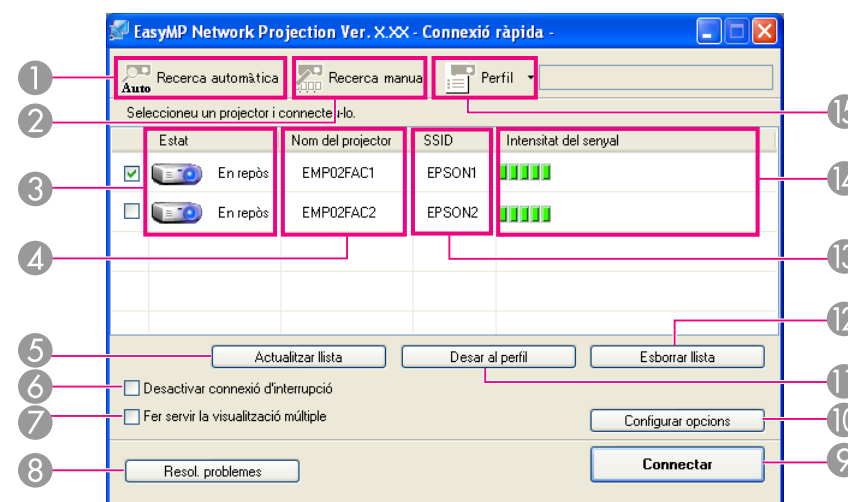 EasyMP Network Projection Ver. X.XX - Connexió ràpida -
1 Auto Recerca automàtica Recerca manual Perfil
2 Seleccioneu un projector i connecteu-lo. 15
Estat Nom del projector SSID Intensitat del senyal
3 En repòs EMP02FAC1 EPSON1 14
En repòs EMP02FAC2 EPSON2
4 13
12
5 Actualitzar llista Desar al perfil Esborrar llista
6 Desactivar connexió d'interrupció 11
7 Fer servir la visualització múltiple Configurar opcions 10
8 Resol. problemes Connectar 9